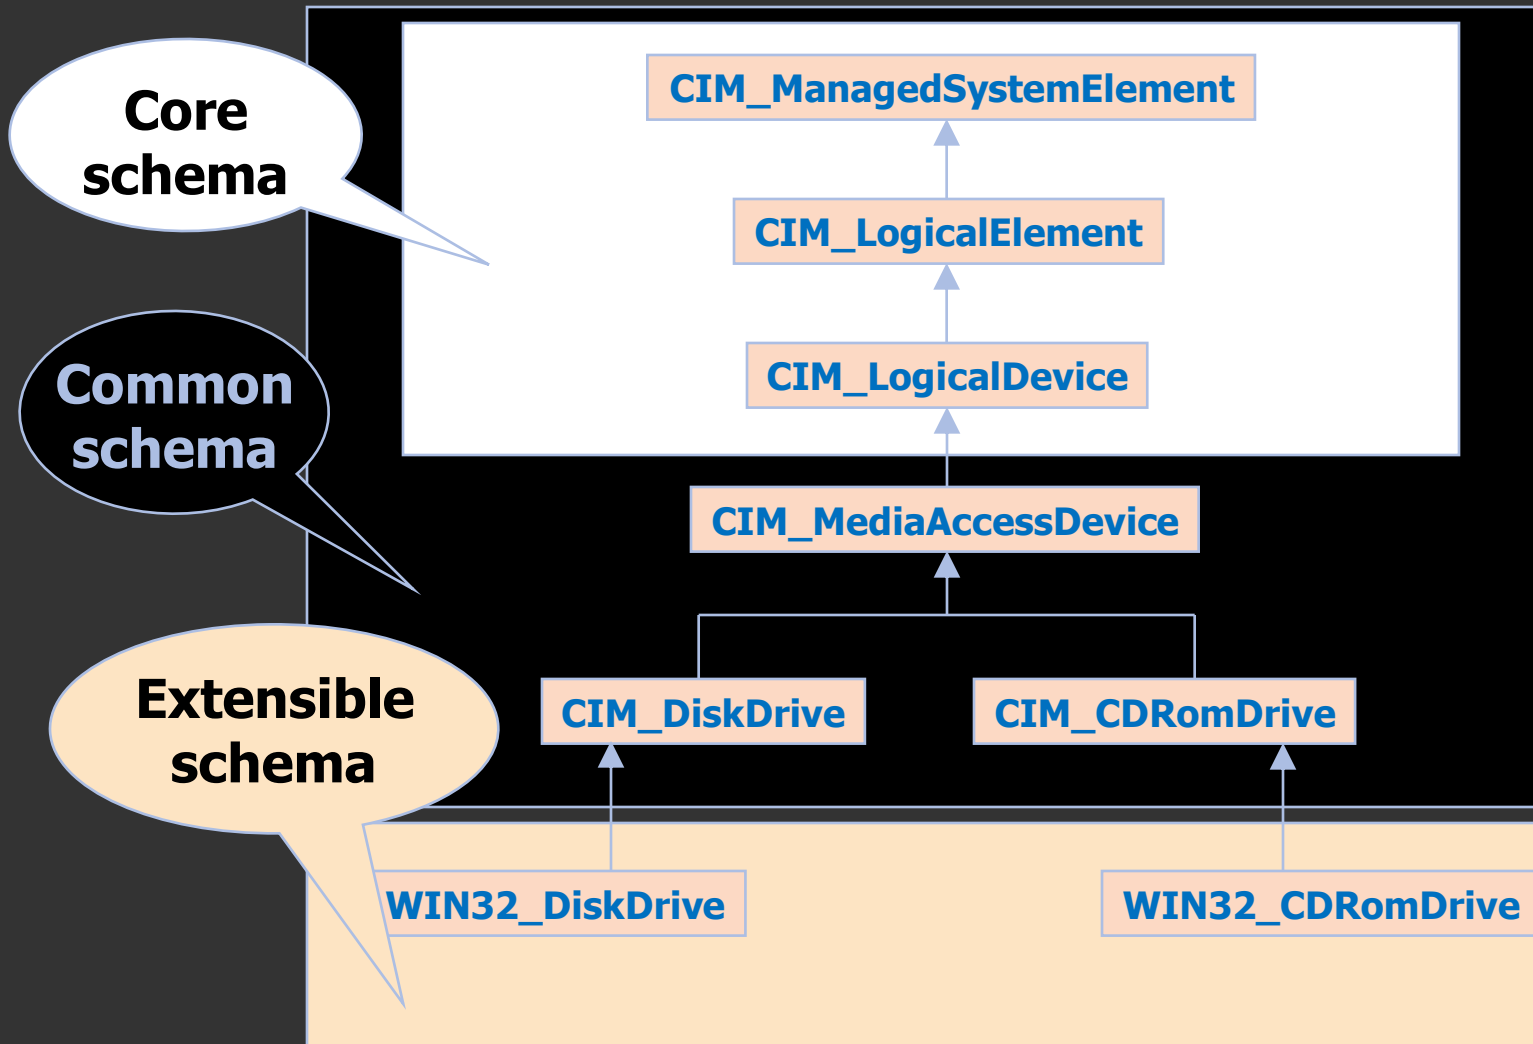 Core
schema
CIM_ManagedSystemElement
CIM_LogicalElement
Common
schema
CIM_LogicalDevice
CIM_MediaAccessDevice
Extensible
schema
CIM_DiskDrive
CIM_CDRomDrive
WIN32_DiskDrive
WIN32_CDRomDrive